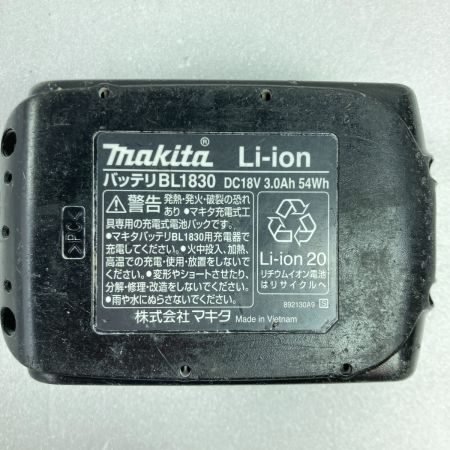 makita® Li-ion
バッテリBL1830 DC18V 3.0Ah 54Wh
⚠警告 発熱・発火・破裂の恐れ
あり ●マキタ充電式工
具専用の充電式電池パックです。
●マキタバッテリBL1830用充電器で
充電してください。●火中投入、加熱、
高温での充電・使用・放置をしないで
ください。●変形やショートさせたり、
分解・修理・改造をしないでください。
●雨や水にぬらさないでください。
Li-ion 20
リチウムイオン電池
はリサイクルへ
892130A9 S
株式会社マキタ Made in Vietnam
>PC<